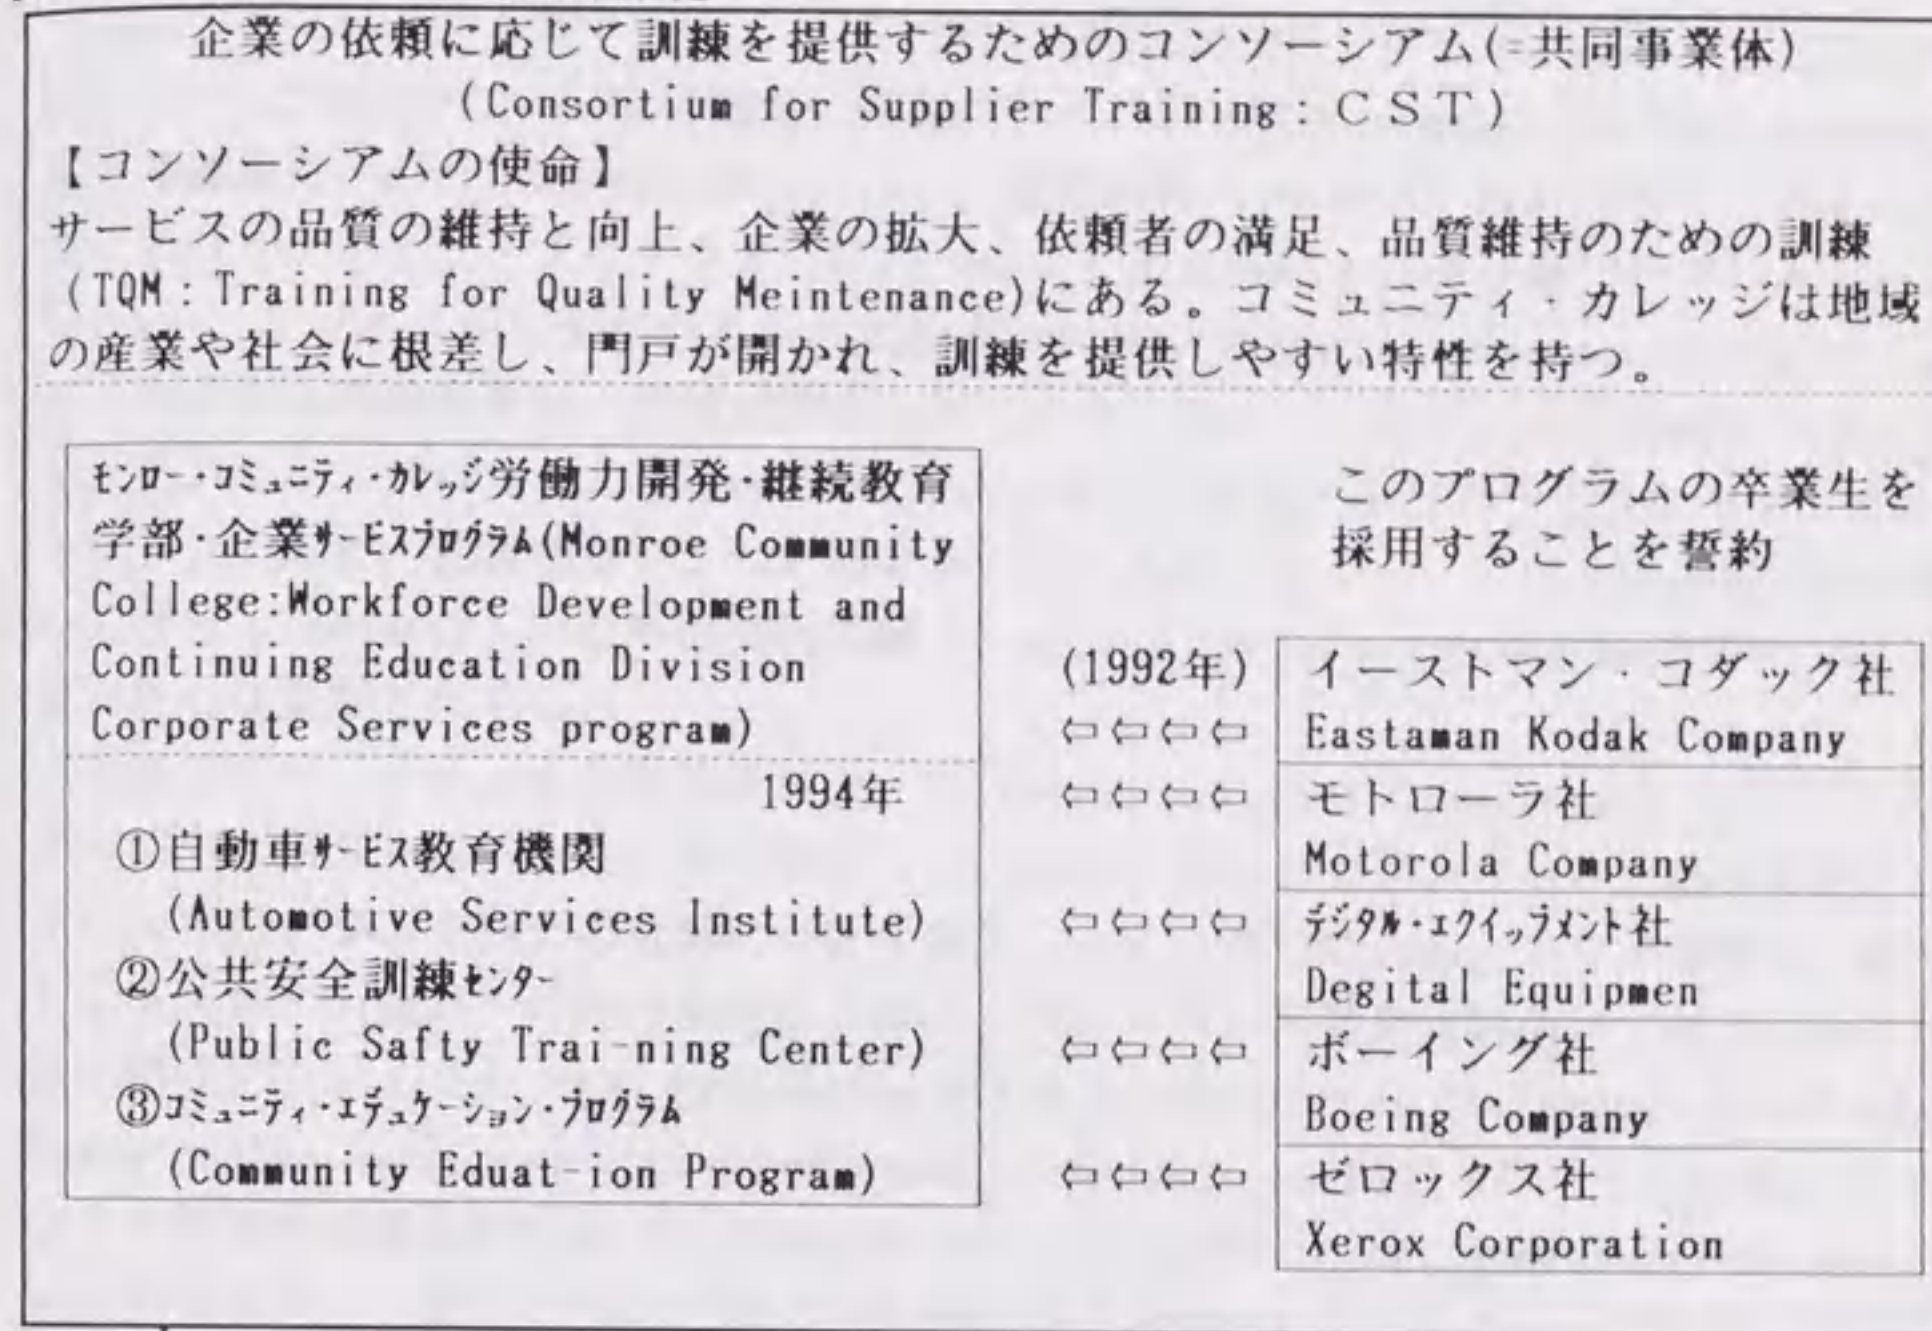 企業の依頼に応じて訓練を提供するためのコンソーシアム(=共同事業体)
(Consortium for Supplier Training：ＣＳＴ)
【コンソーシアムの使命】
サービスの品質の維持と向上、企業の拡大、依頼者の満足、品質維持のための訓練
(TQM：Training for Quality Meintenance)にある。コミュニティ・カレッジは地域
の産業や社会に根差し、門戸が開かれ、訓練を提供しやすい特性を持つ。
ﾓﾝﾛｰ･ｺﾐｭﾆﾃｨ･ｶﾚｯｼﾞ労働力開発･継続教育
学部･企業ｻｰﾋﾞｽﾌﾟﾛｸﾞﾗﾑ(Monroe Community
College:Workforce Development and
Continuing Education Division
Corporate Services program)
1994年
①自動車ｻｰﾋﾞｽ教育機関
(Automotive Services Institute)
②公共安全訓練ｾﾝﾀｰ
(Public Safty Trai-ning Center)
③ｺﾐｭﾆﾃｨ･ｴﾃﾞｭｹｰｼｮﾝ･ﾌﾟﾛｸﾞﾗﾑ
(Community Eduat-ion Program)
このプログラムの卒業生を
採用することを誓約
(1992年)
⇦⇦⇦⇦
⇦⇦⇦⇦
⇦⇦⇦⇦
⇦⇦⇦⇦
⇦⇦⇦⇦
イーストマン・コダック社
Eastaman Kodak Company
モトローラ社
Motorola Company
ﾃﾞｼﾞﾀﾙ･ｴｸｲｯﾌﾟﾒﾝﾄ社
Degital Equipmen
ボーイング社
Boeing Company
ゼロックス社
Xerox Corporation